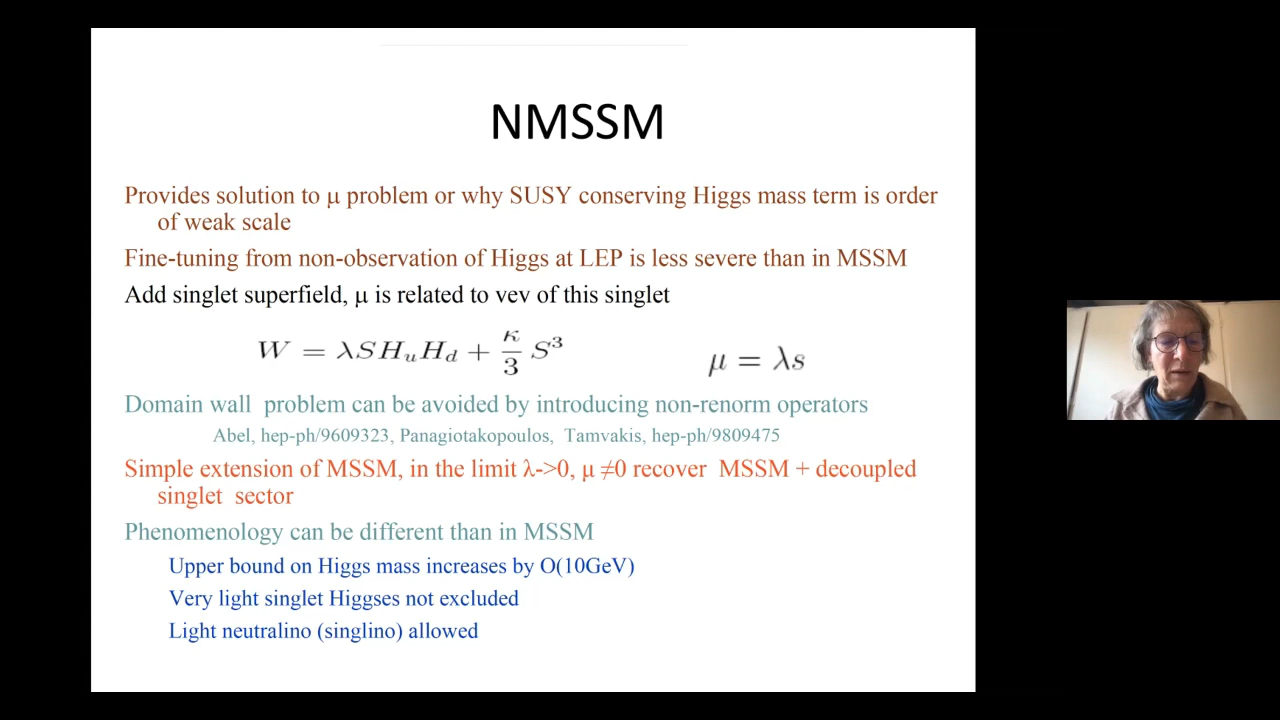 NMSSM
Provides solution to μ problem or why SUSY conserving Higgs mass term is order
of weak scale
Fine-tuning from non-observation of Higgs at LEP is less severe than in MSSM
Add singlet superfield, μ is related to vev of this singlet
W = λSH_uH_d + κ/3 S³ μ = λs
Domain wall problem can be avoided by introducing non-renorm operators
Abel, hep-ph/9609323, Panagiotakopoulos, Tamvakis, hep-ph/9809475
Simple extension of MSSM, in the limit λ->0, μ ≠0 recover MSSM + decoupled
singlet sector
Phenomenology can be different than in MSSM
Upper bound on Higgs mass increases by O(10GeV)
Very light singlet Higgses not excluded
Light neutralino (singlino) allowed